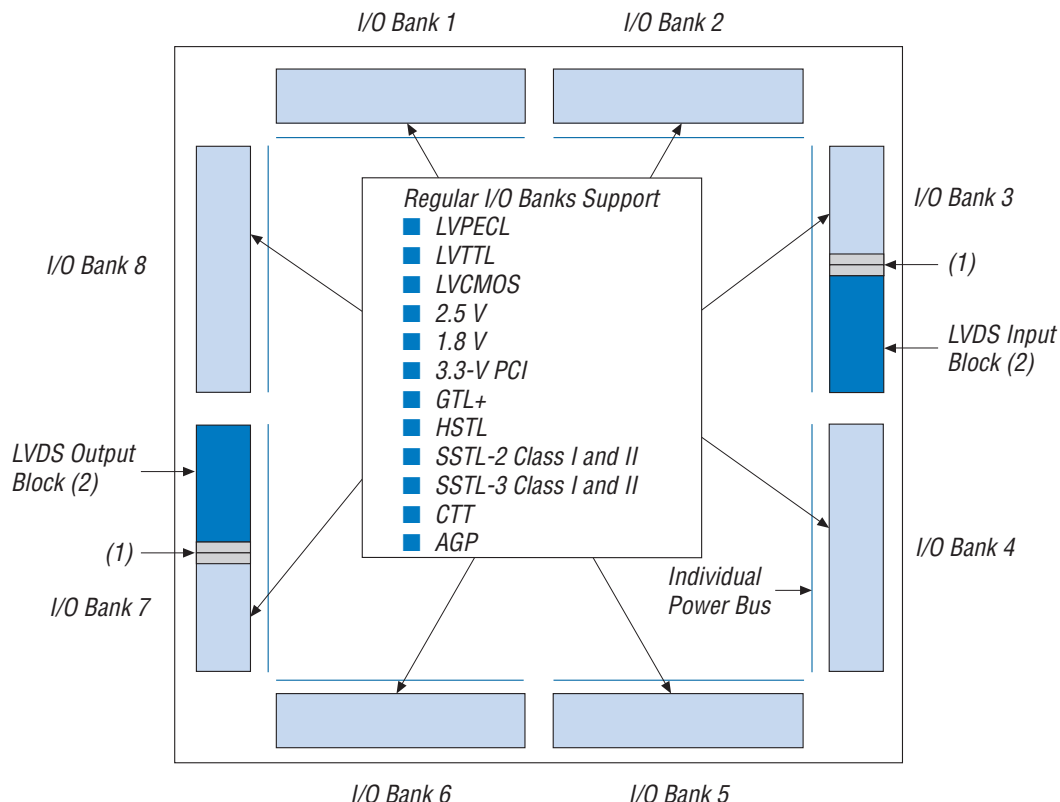 I/O Bank 1
I/O Bank 2
Regular I/O Banks Support
LVPECL
LVTTL
LVCMOS
2.5 V
1.8 V
3.3-V PCI
GTL+
HSTL
SSTL-2 Class I and II
SSTL-3 Class I and II
CTT
AGP
I/O Bank 3
(1)
LVDS Input
Block (2)
I/O Bank 8
LVDS Output
Block (2)
(1)
I/O Bank 7
I/O Bank 4
Individual
Power Bus
I/O Bank 6
I/O Bank 5